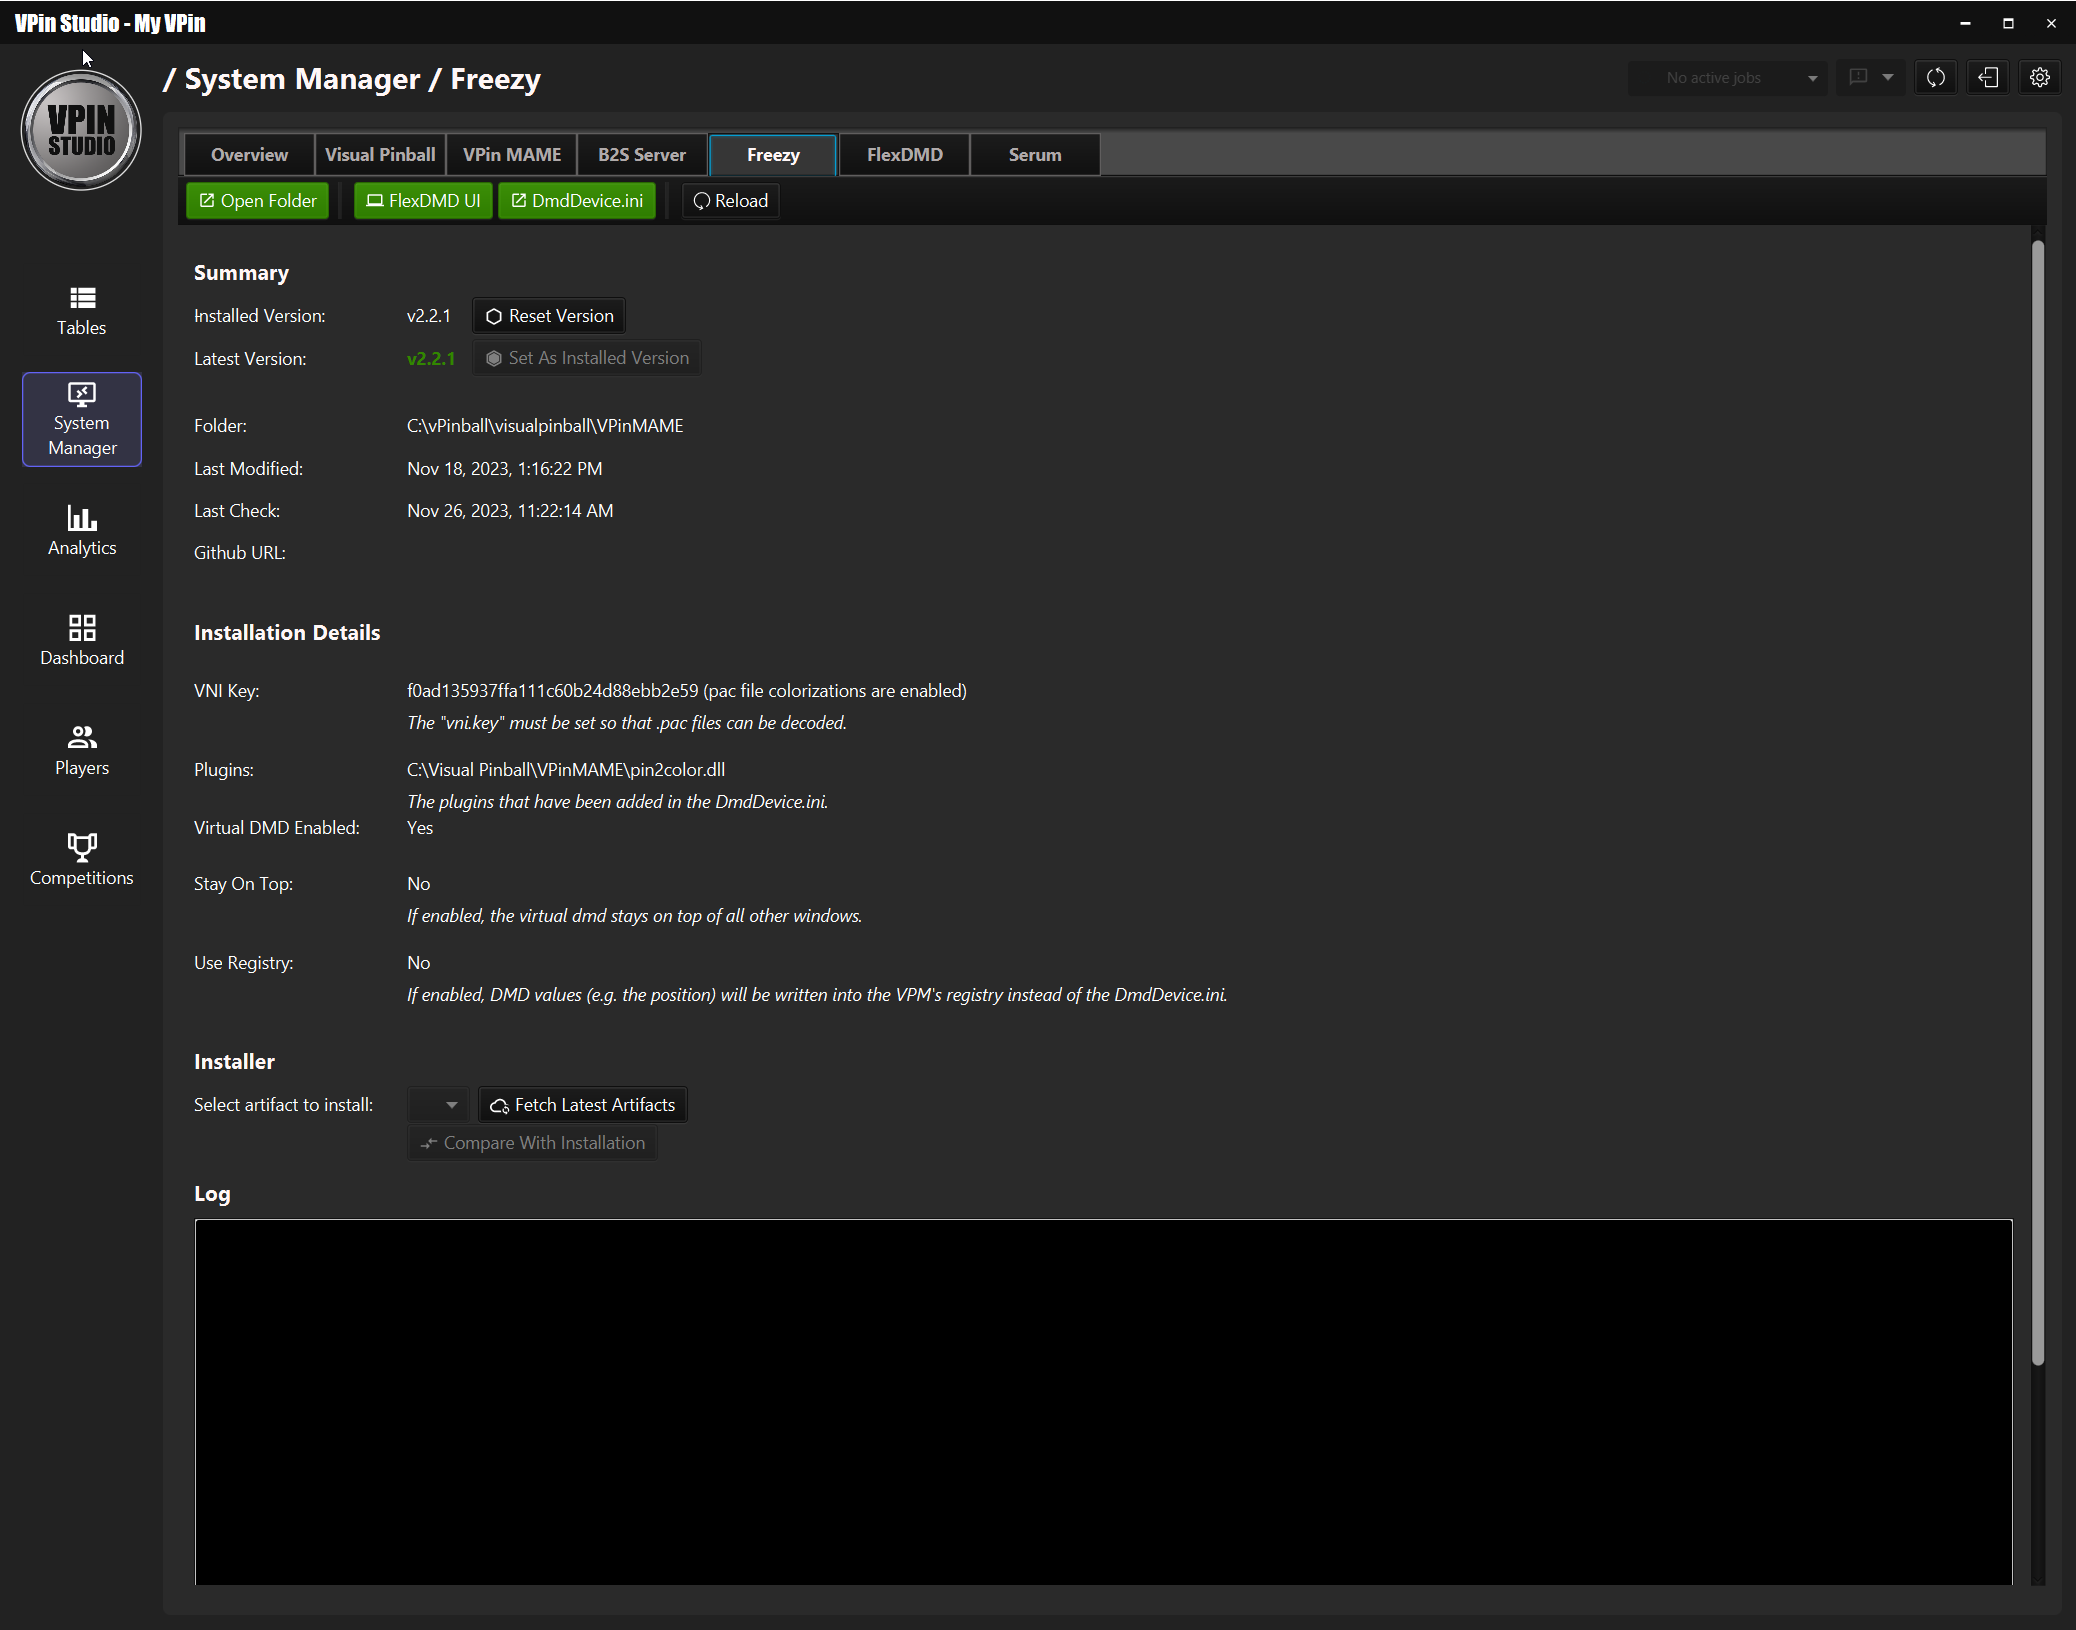 VPin Studio - My VPin
VPIN
STUDIO
/ System Manager / Freezy
No active jobs
Overview
Visual Pinball
VPin MAME
B2S Server
Freezy
FlexDMD
Serum
Open Folder
FlexDMD UI
DmdDevice.ini
Reload
Tables
System
Manager
Analytics
Dashboard
Players
Competitions
Summary
Installed Version: v2.2.1 Reset Version
Latest Version: v2.2.1 Set As Installed Version
Folder: C:\vPinball\visualpinball\VPinMAME
Last Modified: Nov 18, 2023, 1:16:22 PM
Last Check: Nov 26, 2023, 11:22:14 AM
Github URL:
Installation Details
VNI Key: f0ad135937ffa111c60b24d88ebb2e59 (pac file colorizations are enabled)
The "vni.key" must be set so that .pac files can be decoded.
Plugins: C:\Visual Pinball\VPinMAME\pin2color.dll
The plugins that have been added in the DmdDevice.ini.
Virtual DMD Enabled: Yes
Stay On Top: No
If enabled, the virtual dmd stays on top of all other windows.
Use Registry: No
If enabled, DMD values (e.g. the position) will be written into the VPM's registry instead of the DmdDevice.ini.
Installer
Select artifact to install: Fetch Latest Artifacts
Compare With Installation
Log